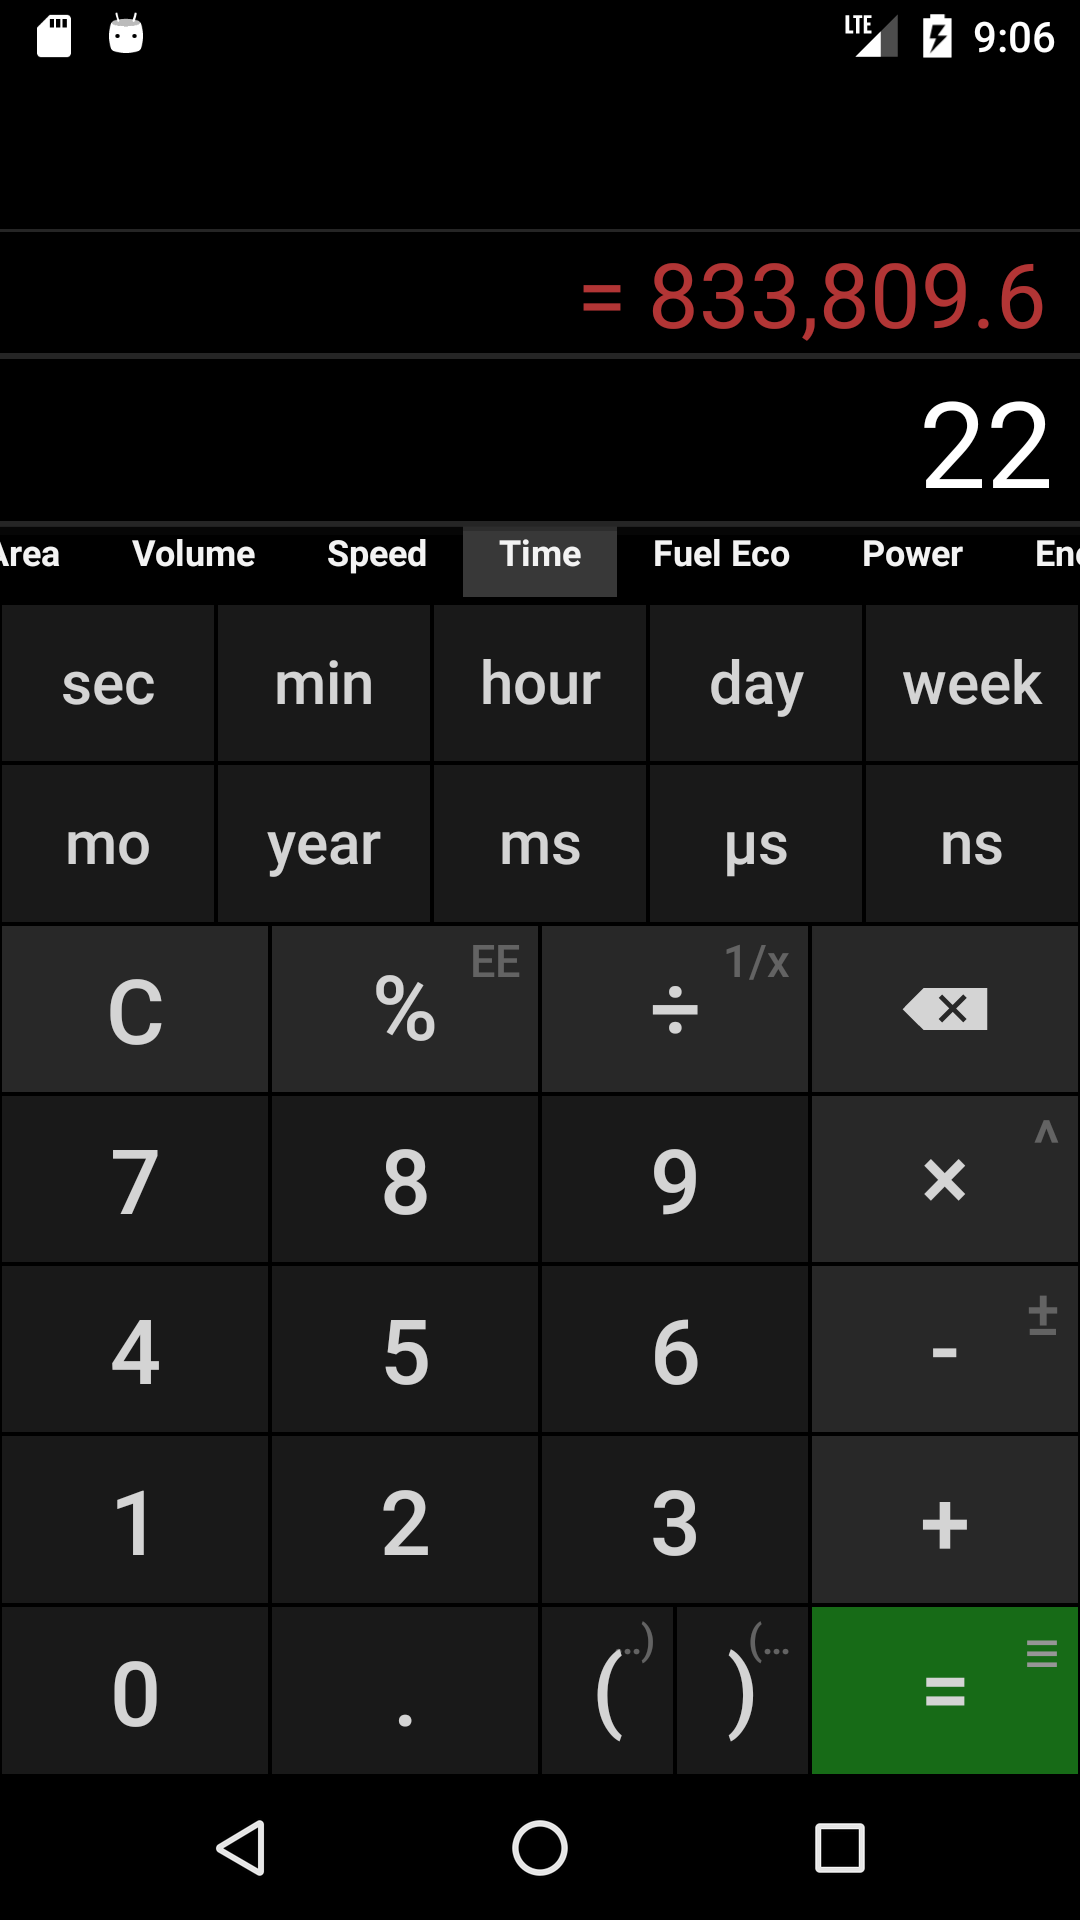 LTE 9:06
= 833,809.6
22
Area Volume Speed Time Fuel Eco Power
sec min hour day week
mo year ms µs ns
C % EE ÷ 1/x
7 8 9 × ^
4 5 6 - ±
1 2 3 +
0 . ( ..) ) (... =